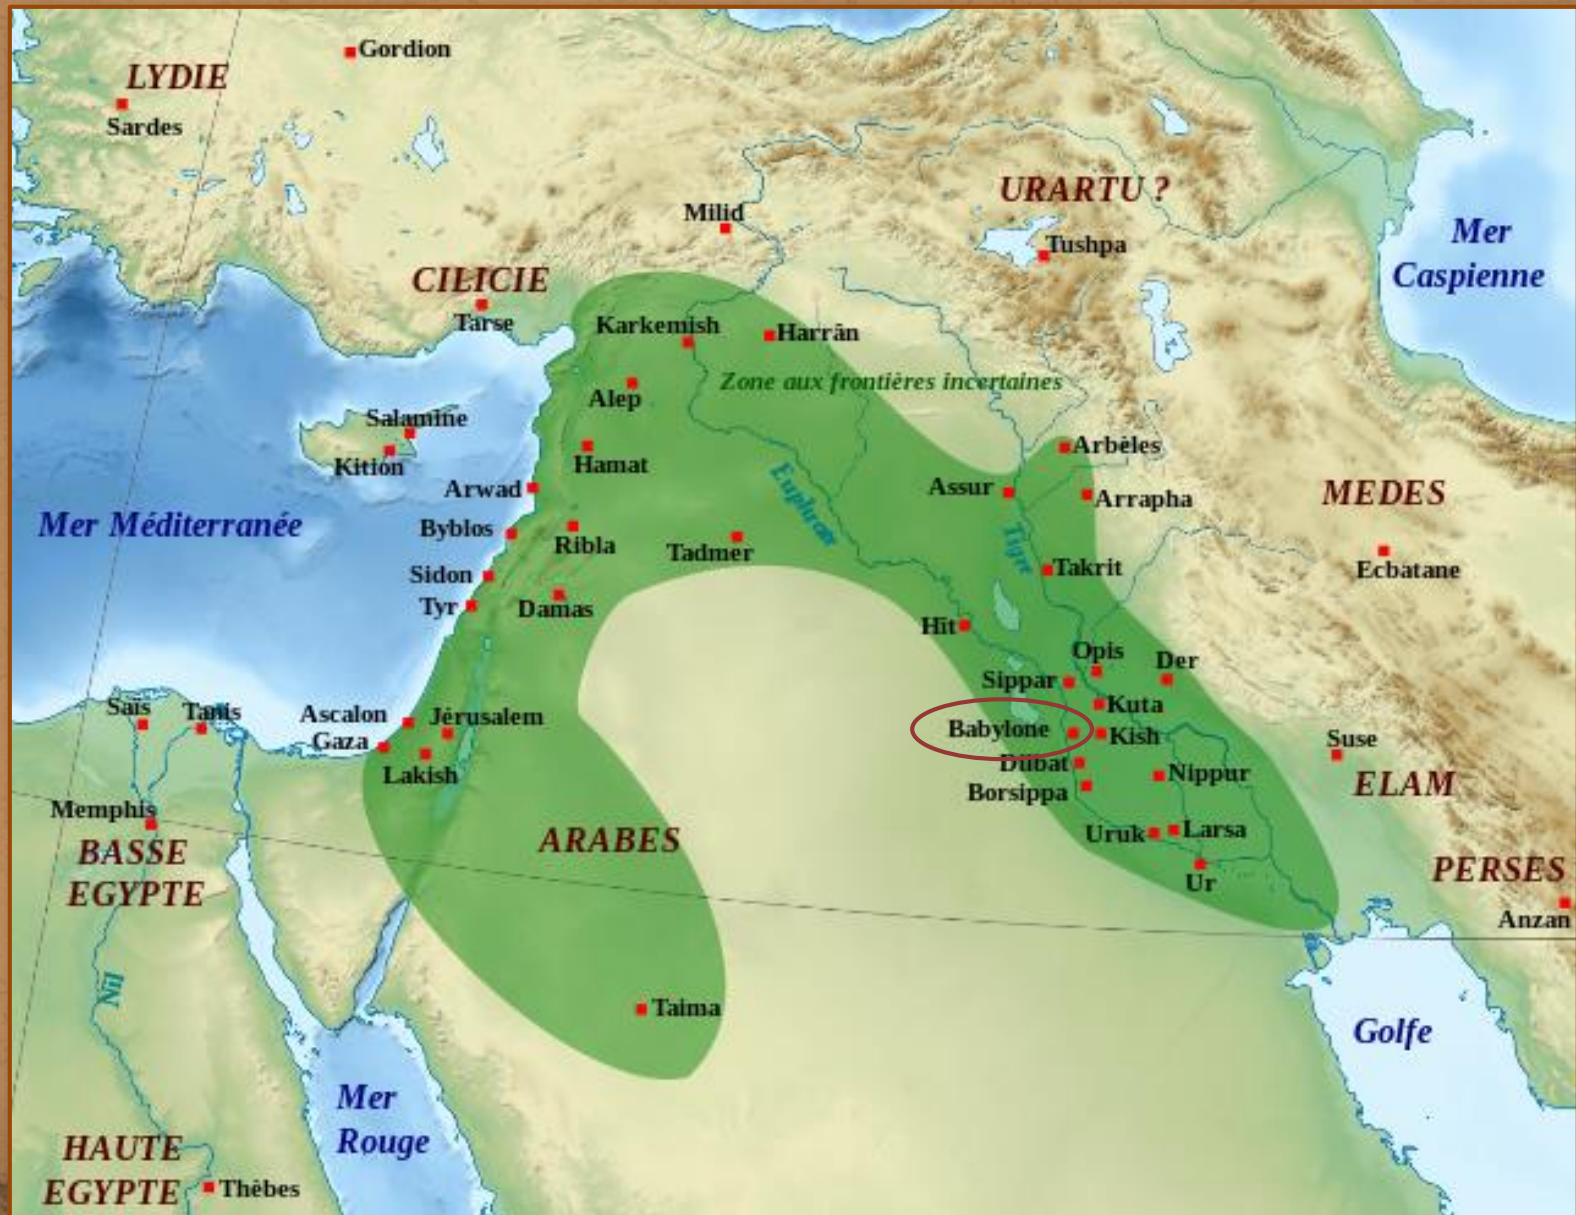 Gordion
LYDIE
Sardes
Milid
URARTU ?
Tushpa
Mer
Caspienne
CILICIE
Tarse
Karkemish
Harrân
Zone aux frontières incertaines
Alep
Salamine
Kition
Hamat
Arbèles
Arwad
Assur
Arrapha
MEDES
Mer Méditerranée
Byblos
Ribla
Tadmer
Euphrate
Tigre
Ecbatane
Sidon
Takrit
Tyr
Damas
Hît
Opis
Der
Sippar
Saïs
Tanis
Ascalon
Jérusalem
Kuta
Gaza
Babylone
Kish
Suse
Lakish
Dilbat
Nippur
ELAM
Borsippa
Memphis
BASSE
EGYPTE
ARABES
Uruk
Larsa
Ur
PERSES
Anzan
Nil
Taima
Golfe
Mer
Rouge
HAUTE
EGYPTE
Thèbes